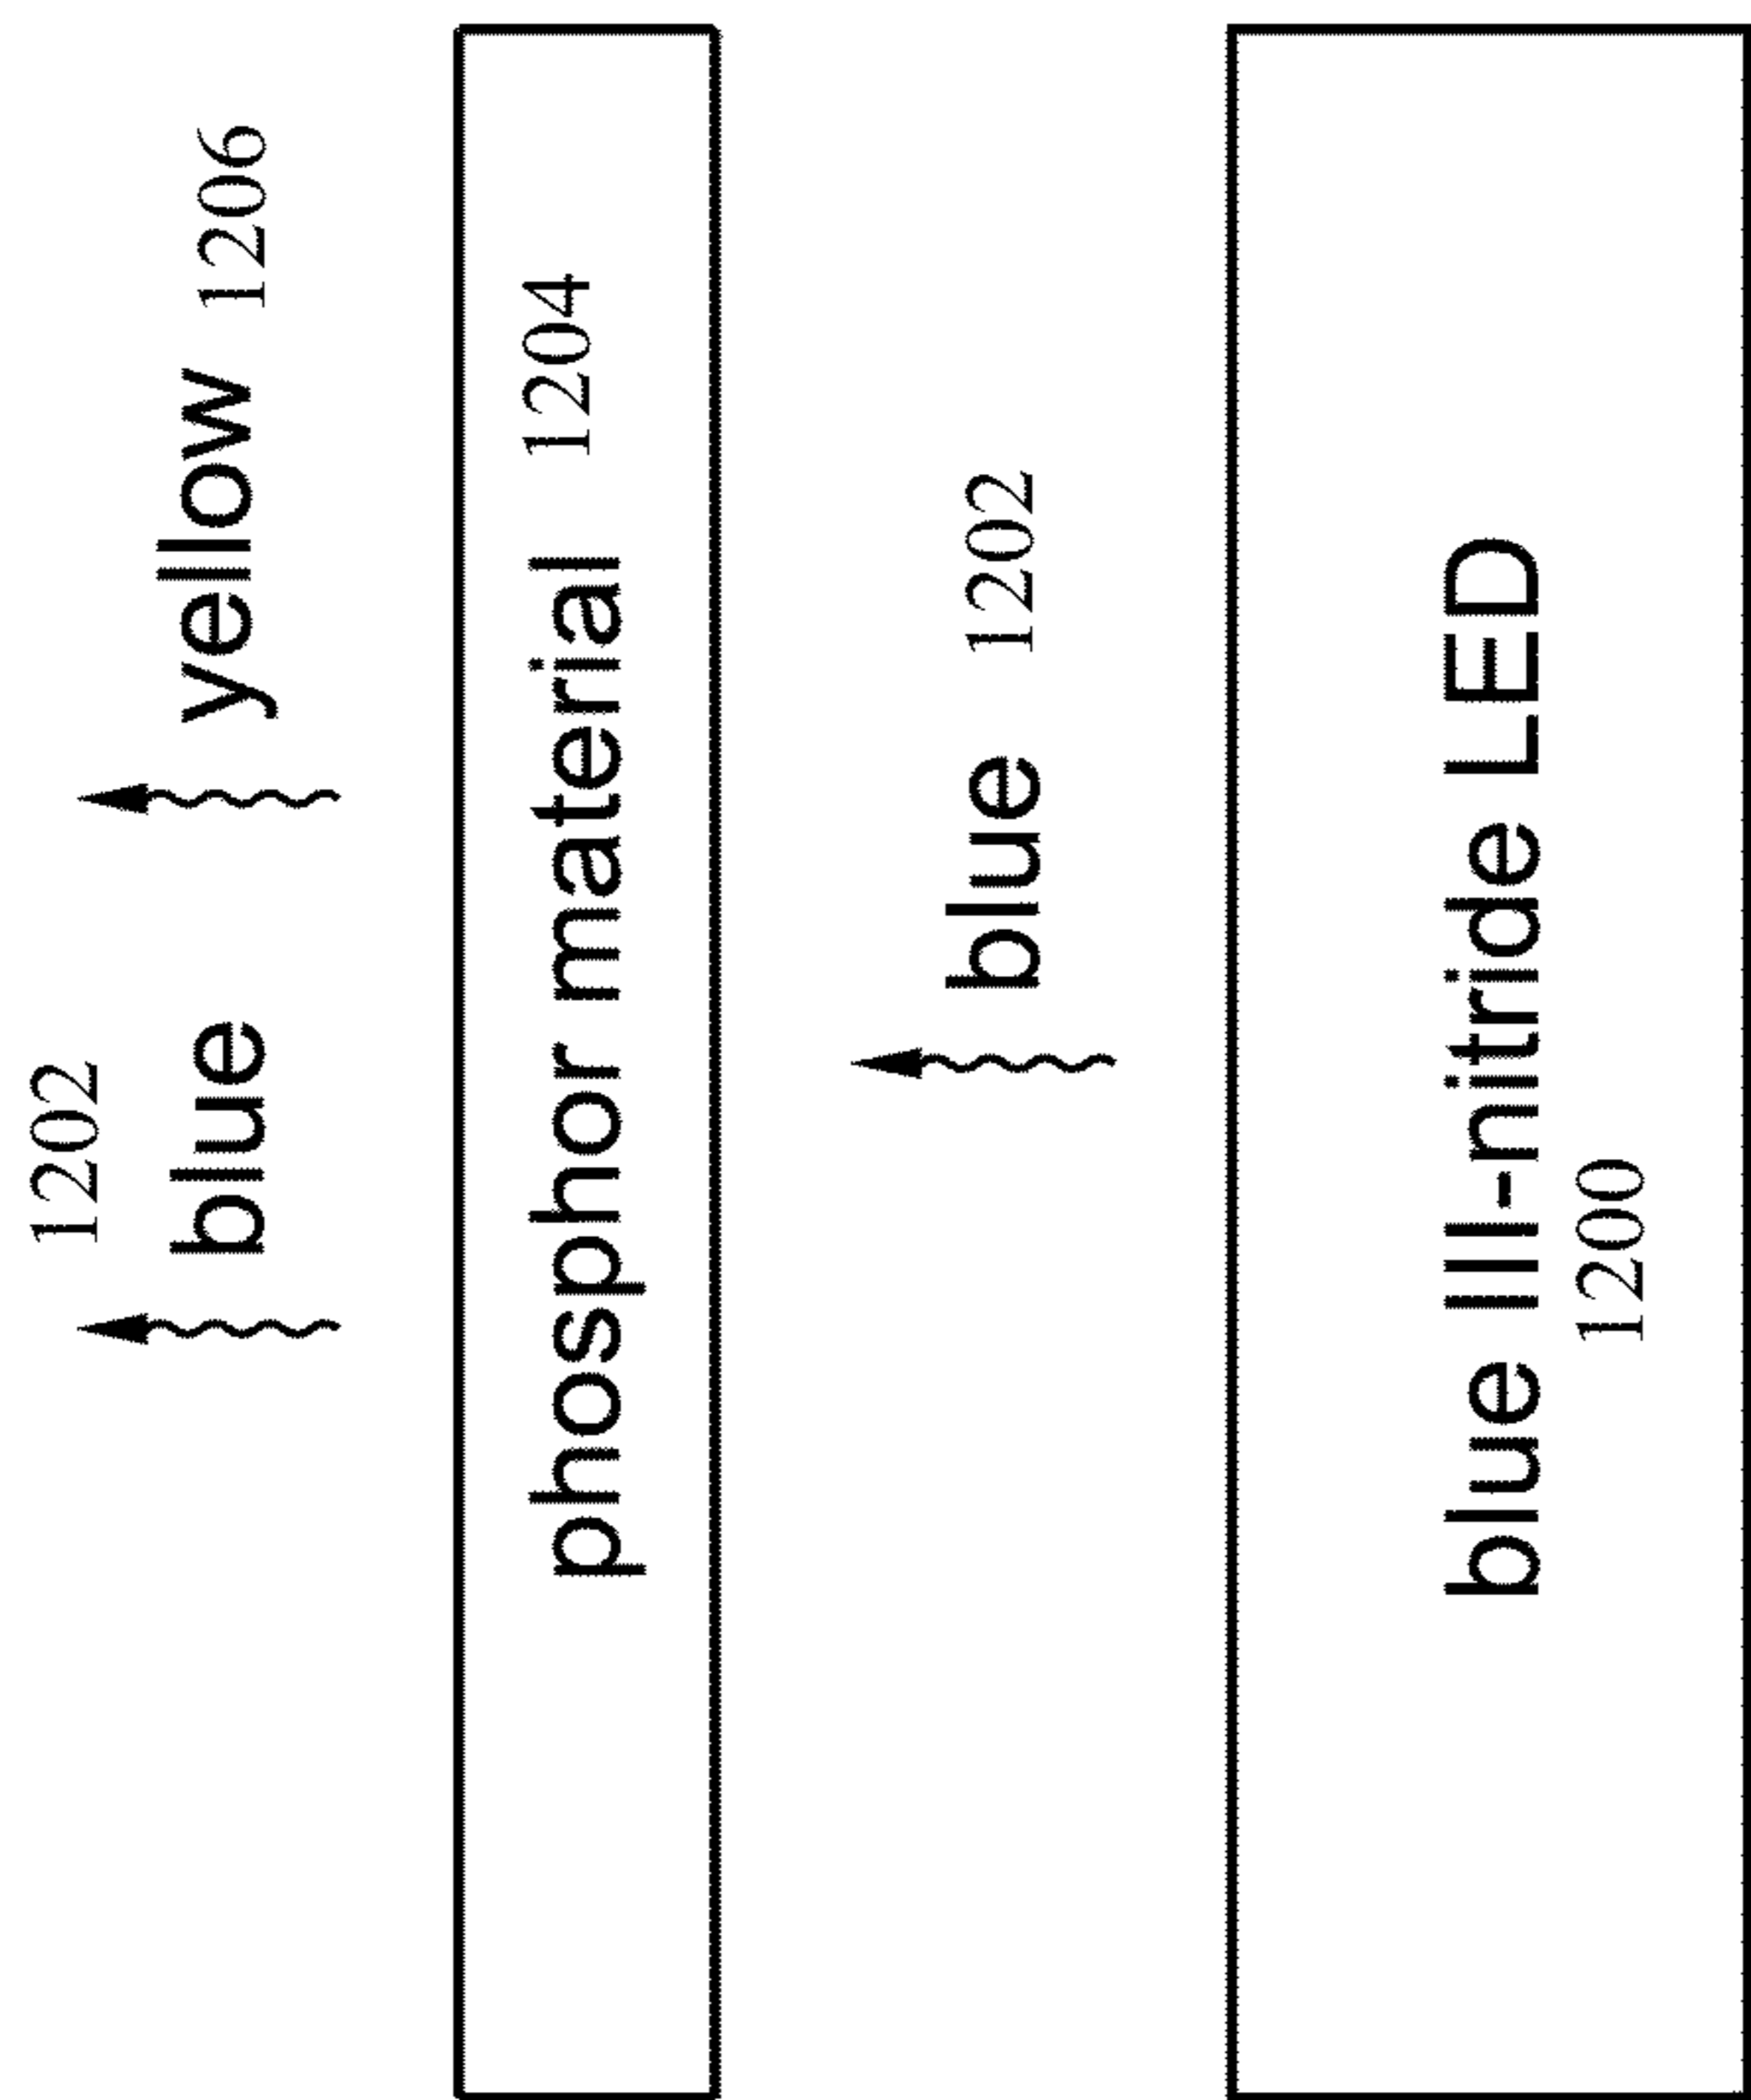 1202
blue yellow 1206
phosphor material 1204
blue 1202
blue III-nitride LED
1200